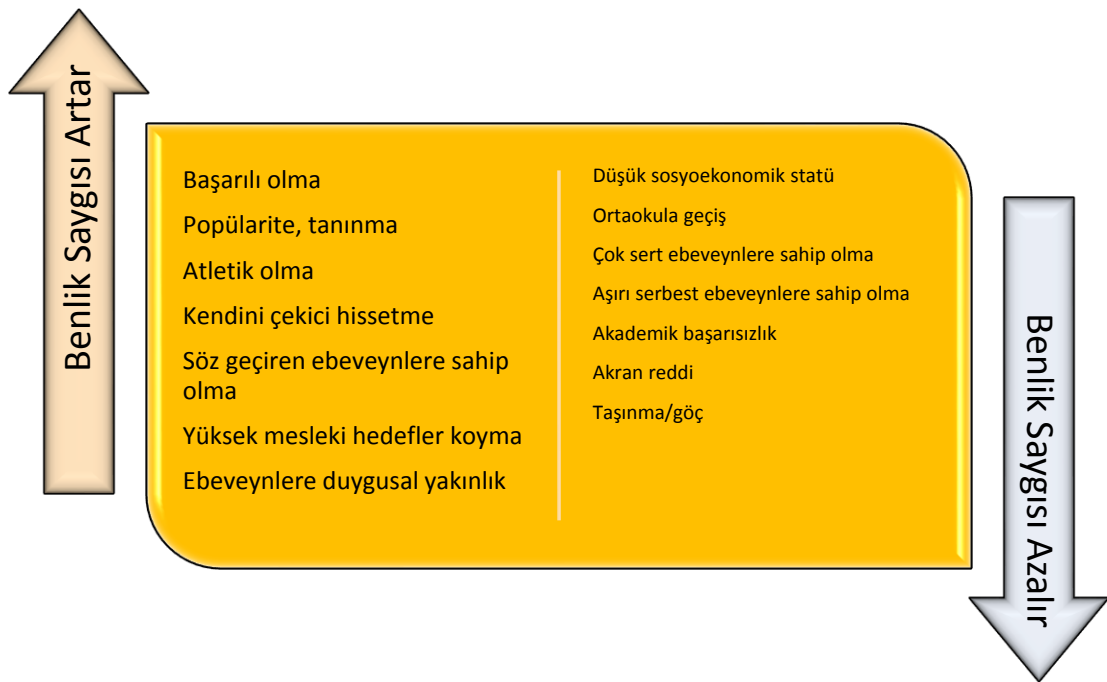 Benlik Saygısı Artar
Başarılı olma
Popülarite, tanınma
Atletik olma
Kendini çekici hissetme
Söz geçiren ebeveynlere sahip
olma
Yüksek mesleki hedefler koyma
Ebeveynlere duygusal yakınlık
Düşük sosyoekonomik statü
Ortaokula geçiş
Çok sert ebeveynlere sahip olma
Aşırı serbest ebeveynlere sahip olma
Akademik başarısızlık
Akran reddi
Taşınma/göç
Benlik Saygısı Azalır